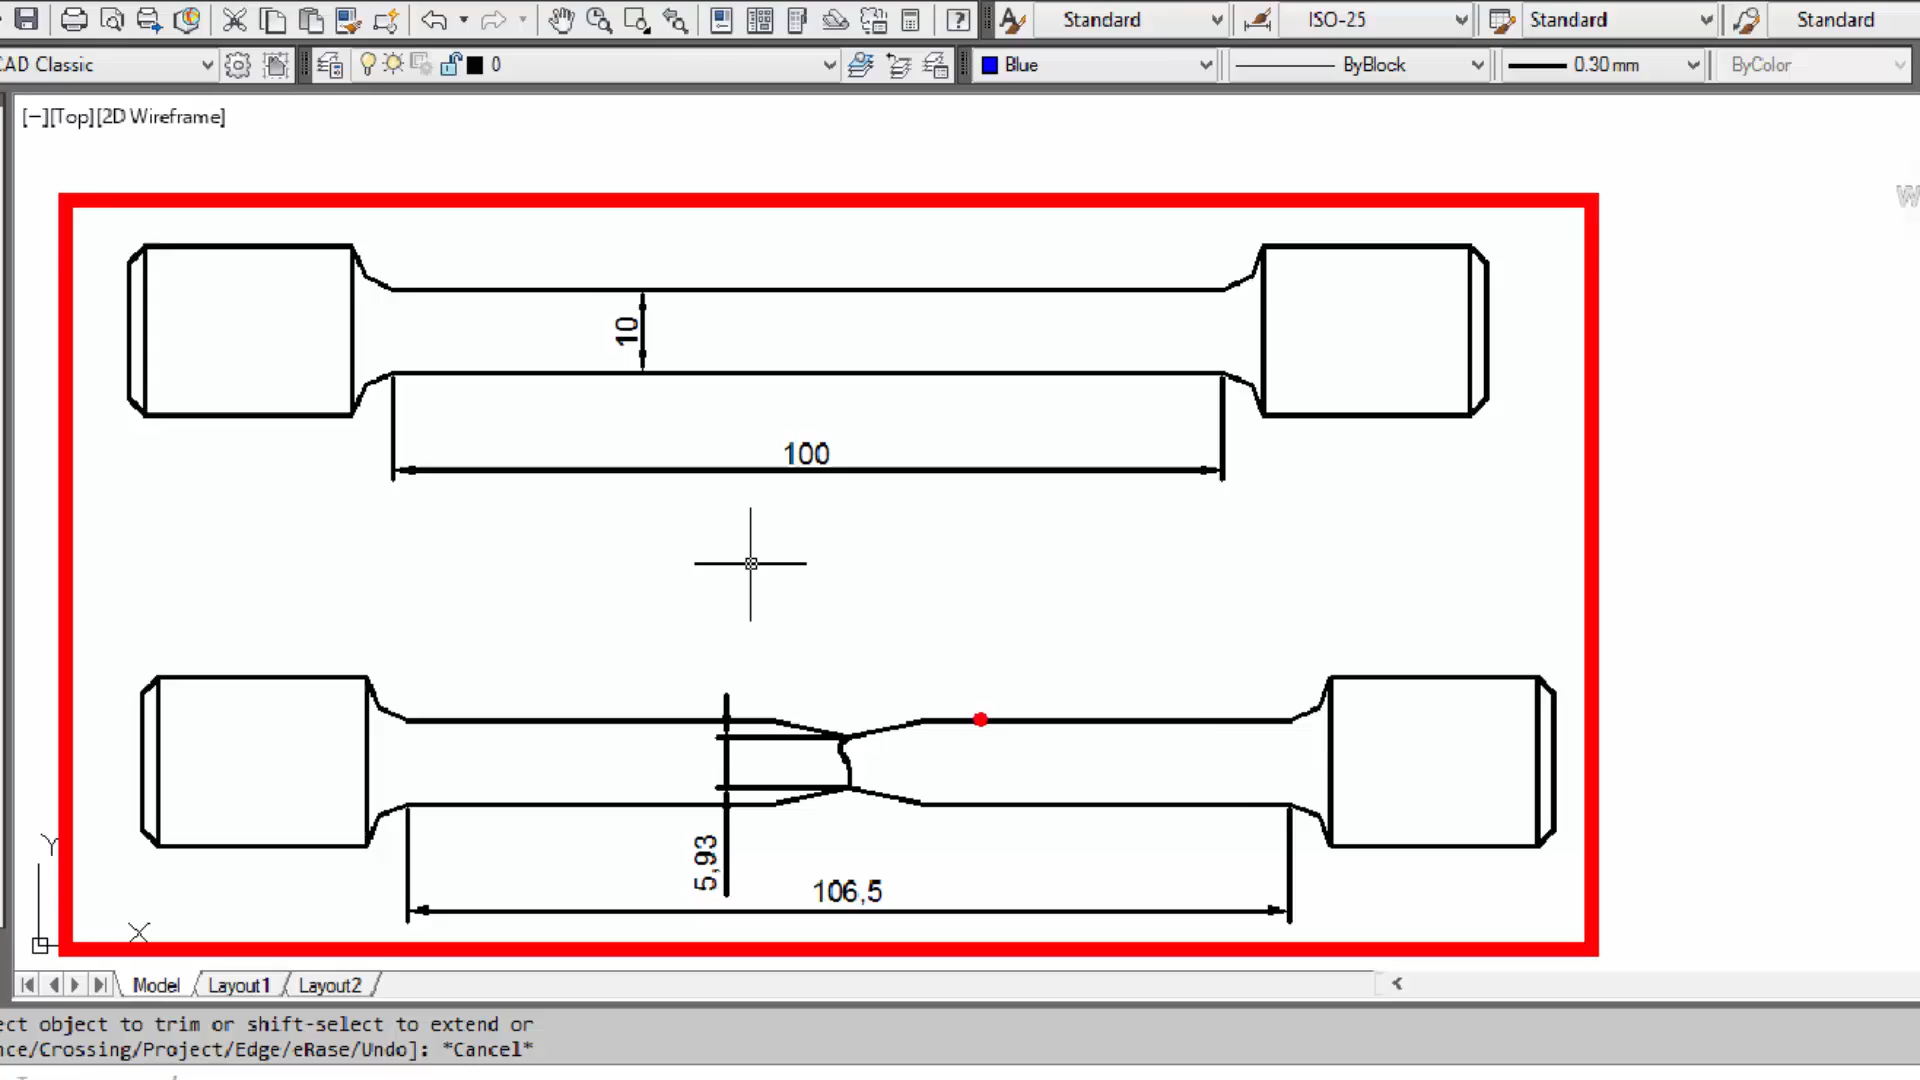 Standard
ISO-25
Standard
Standard
AD Classic
0
Blue
ByBlock
0.30 mm
ByColor
[−][Top][2D Wireframe]
W
10
100
5,93
106,5
Y
X
Model
Layout1
Layout2
ect object to trim or shift-select to extend or
nce/Crossing/Project/Edge/eRase/Undo]: *Cancel*